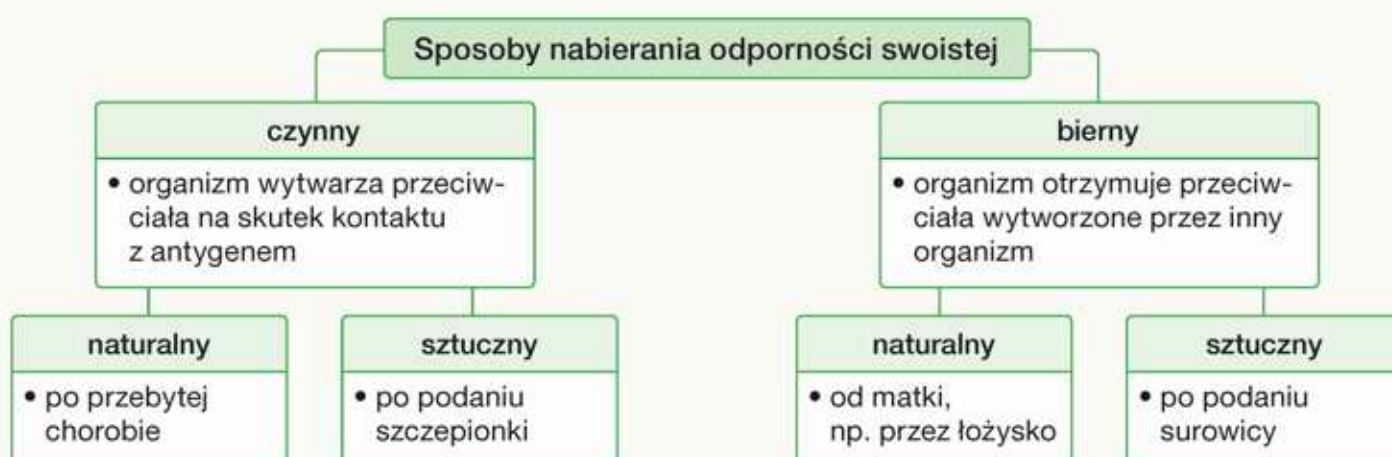 Sposoby nabierania odporności swoistej
czynny
• organizm wytwarza przeciw-
ciała na skutek kontaktu
z antygenem
bierny
• organizm otrzymuje przeciw-
ciała wytworzone przez inny
organizm
naturalny
• po przebytej
chorobie
sztuczny
• po podaniu
szczepionki
naturalny
• od matki,
np. przez łożysko
sztuczny
• po podaniu
surowicy